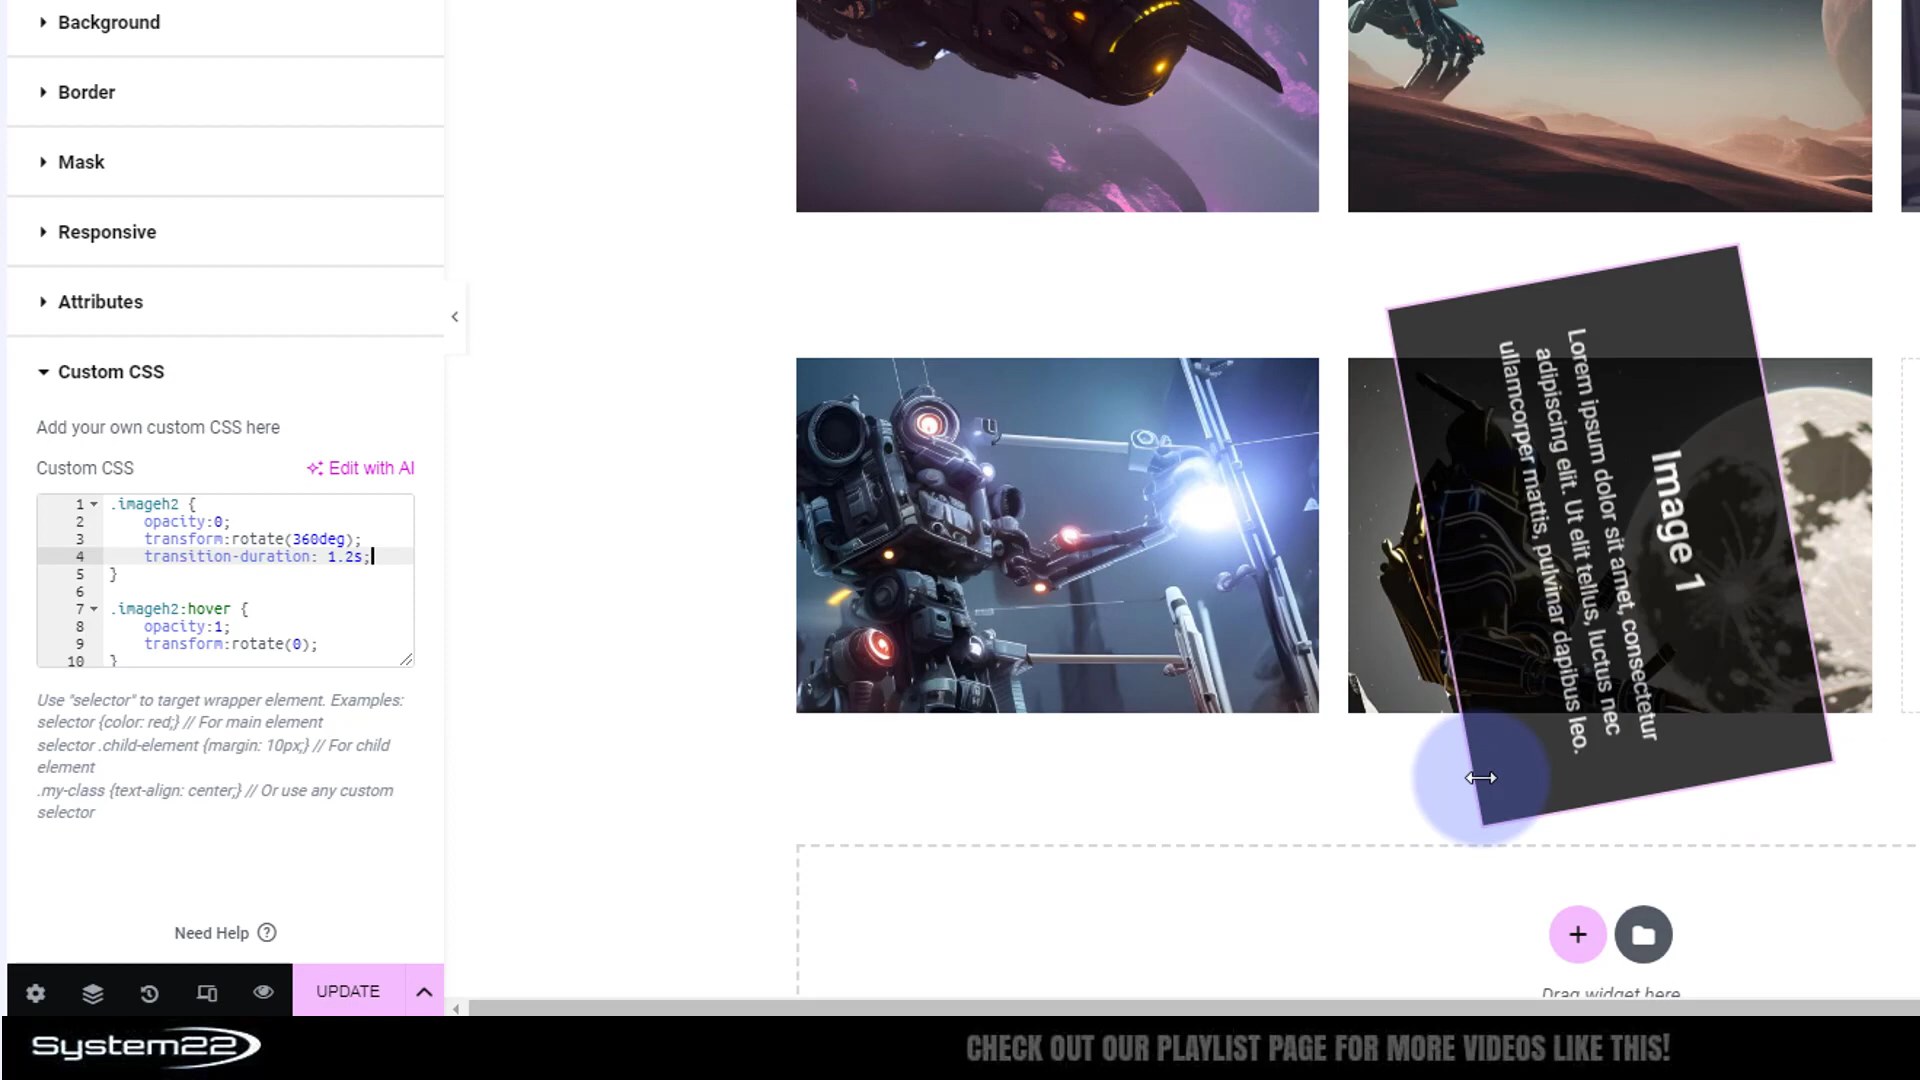 Background
Border
Mask
Responsive
Attributes
Custom CSS
Add your own custom CSS here
Custom CSS
Edit with AI
1 .imageh2 {
2 opacity:0;
3 transform:rotate(360deg);
4 transition-duration: 1.2s;
5 }
6
7 .imageh2:hover {
8 opacity:1;
9 transform:rotate(0);
10 }
Use "selector" to target wrapper element. Examples:
selector {color: red;} // For main element
selector .child-element {margin: 10px;} // For child
element
.my-class {text-align: center;} // Or use any custom
selector
Need Help ?
UPDATE
Image 1
Lorem ipsum dolor sit amet, consectetur
adipiscing elit. Ut elit tellus, luctus nec
ullamcorper mattis, pulvinar dapibus leo.
Drag widget here
System22
CHECK OUT OUR PLAYLIST PAGE FOR MORE VIDEOS LIKE THIS!